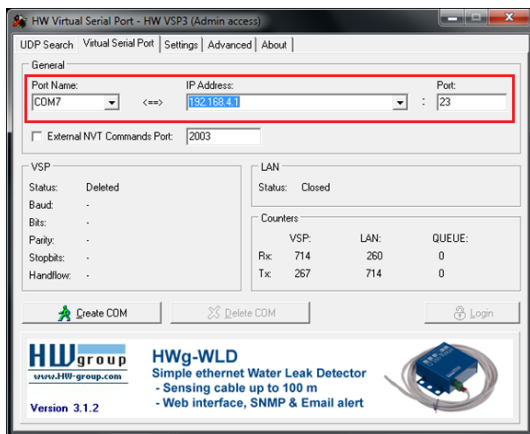 HW Virtual Serial Port - HW VSP3 (Admin access)
UDP Search Virtual Serial Port Settings Advanced About
General
Port Name: IP Address: Port:
COM7 <==> 192.168.4.1 : 23
External NVT Commands Port: 2003
VSP LAN
Status: Deleted Status: Closed
Baud: -
Bits: - Counters
Parity: - VSP: LAN: QUEUE:
Stopbits: - Rx: 714 260 0
Handflow: - Tx: 267 714 0
Create COM Delete COM Login
HW group HWg-WLD
Simple ethernet Water Leak Detector
www.HW-group.com - Sensing cable up to 100 m
Version 3.1.2 - Web interface, SNMP & Email alert